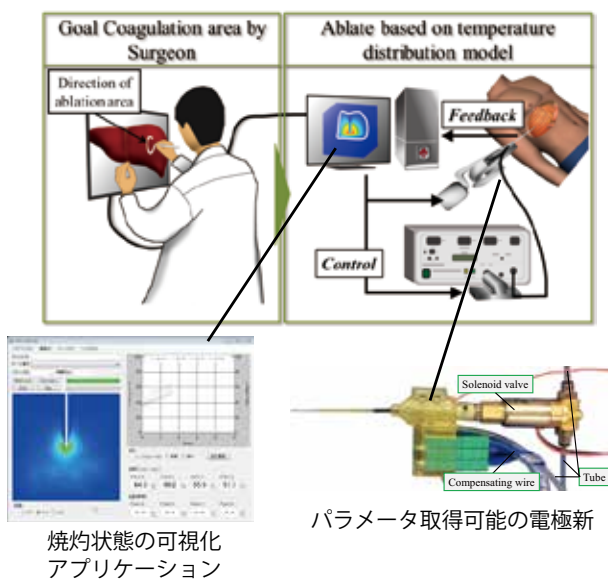 Goal Coagulation area by
Surgeon
Ablate based on temperature
distribution model
Direction of
ablation area
Feedback
Control
Solenoid valve
Compensating wire
Tube
焼灼状態の可視化
アプリケーション
パラメータ取得可能の電極新